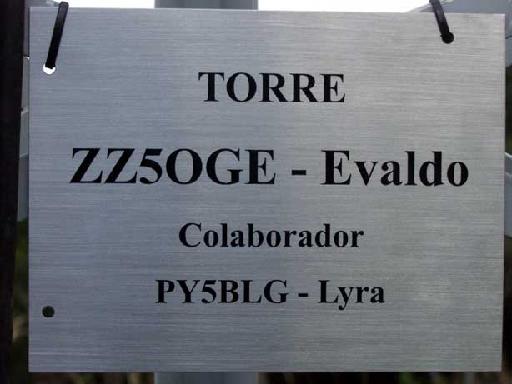 TORRE
ZZ5OGE - Evaldo
Colaborador
PY5BLG - Lyra